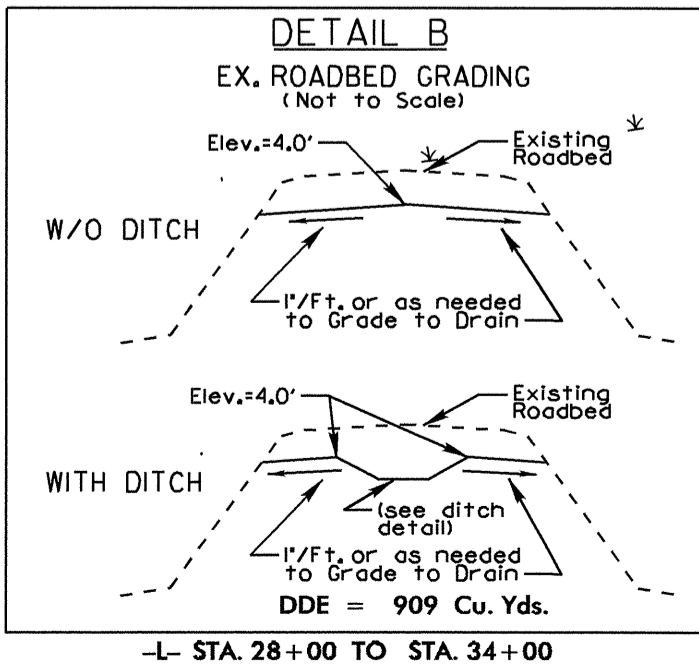 DETAIL B
EX. ROADBED GRADING
(Not to Scale)
Elev.=4.0'
Existing
Roadbed
W/O DITCH
1"/Ft. or as needed
to Grade to Drain
Elev.=4.0'
Existing
Roadbed
WITH DITCH
(see ditch
detail)
1"/Ft. or as needed
to Grade to Drain
DDE = 909 Cu. Yds.
-L- STA. 28+00 TO STA. 34+00